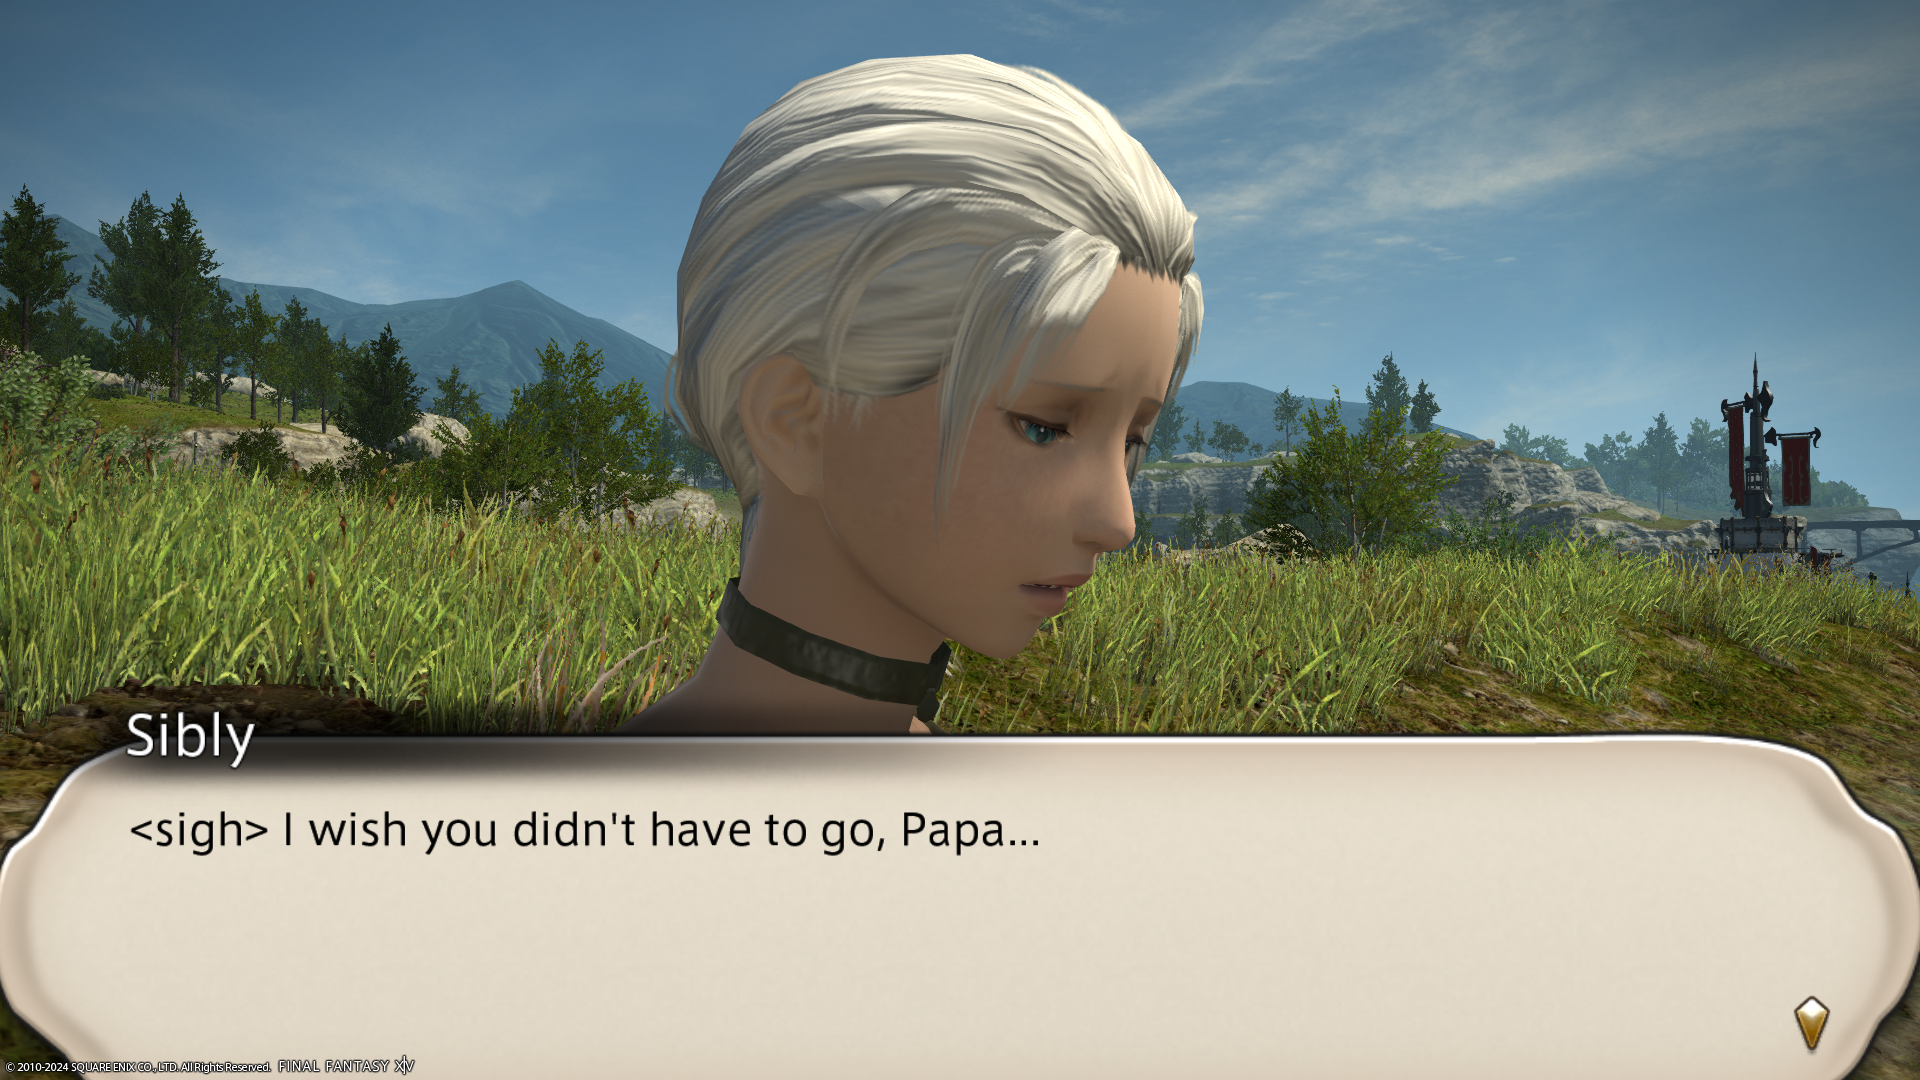 Sibly
<sigh> I wish you didn't have to go, Papa...
© 2010-2024 SQUARE ENIX CO., LTD. All Rights Reserved. FINAL FANTASY XIV